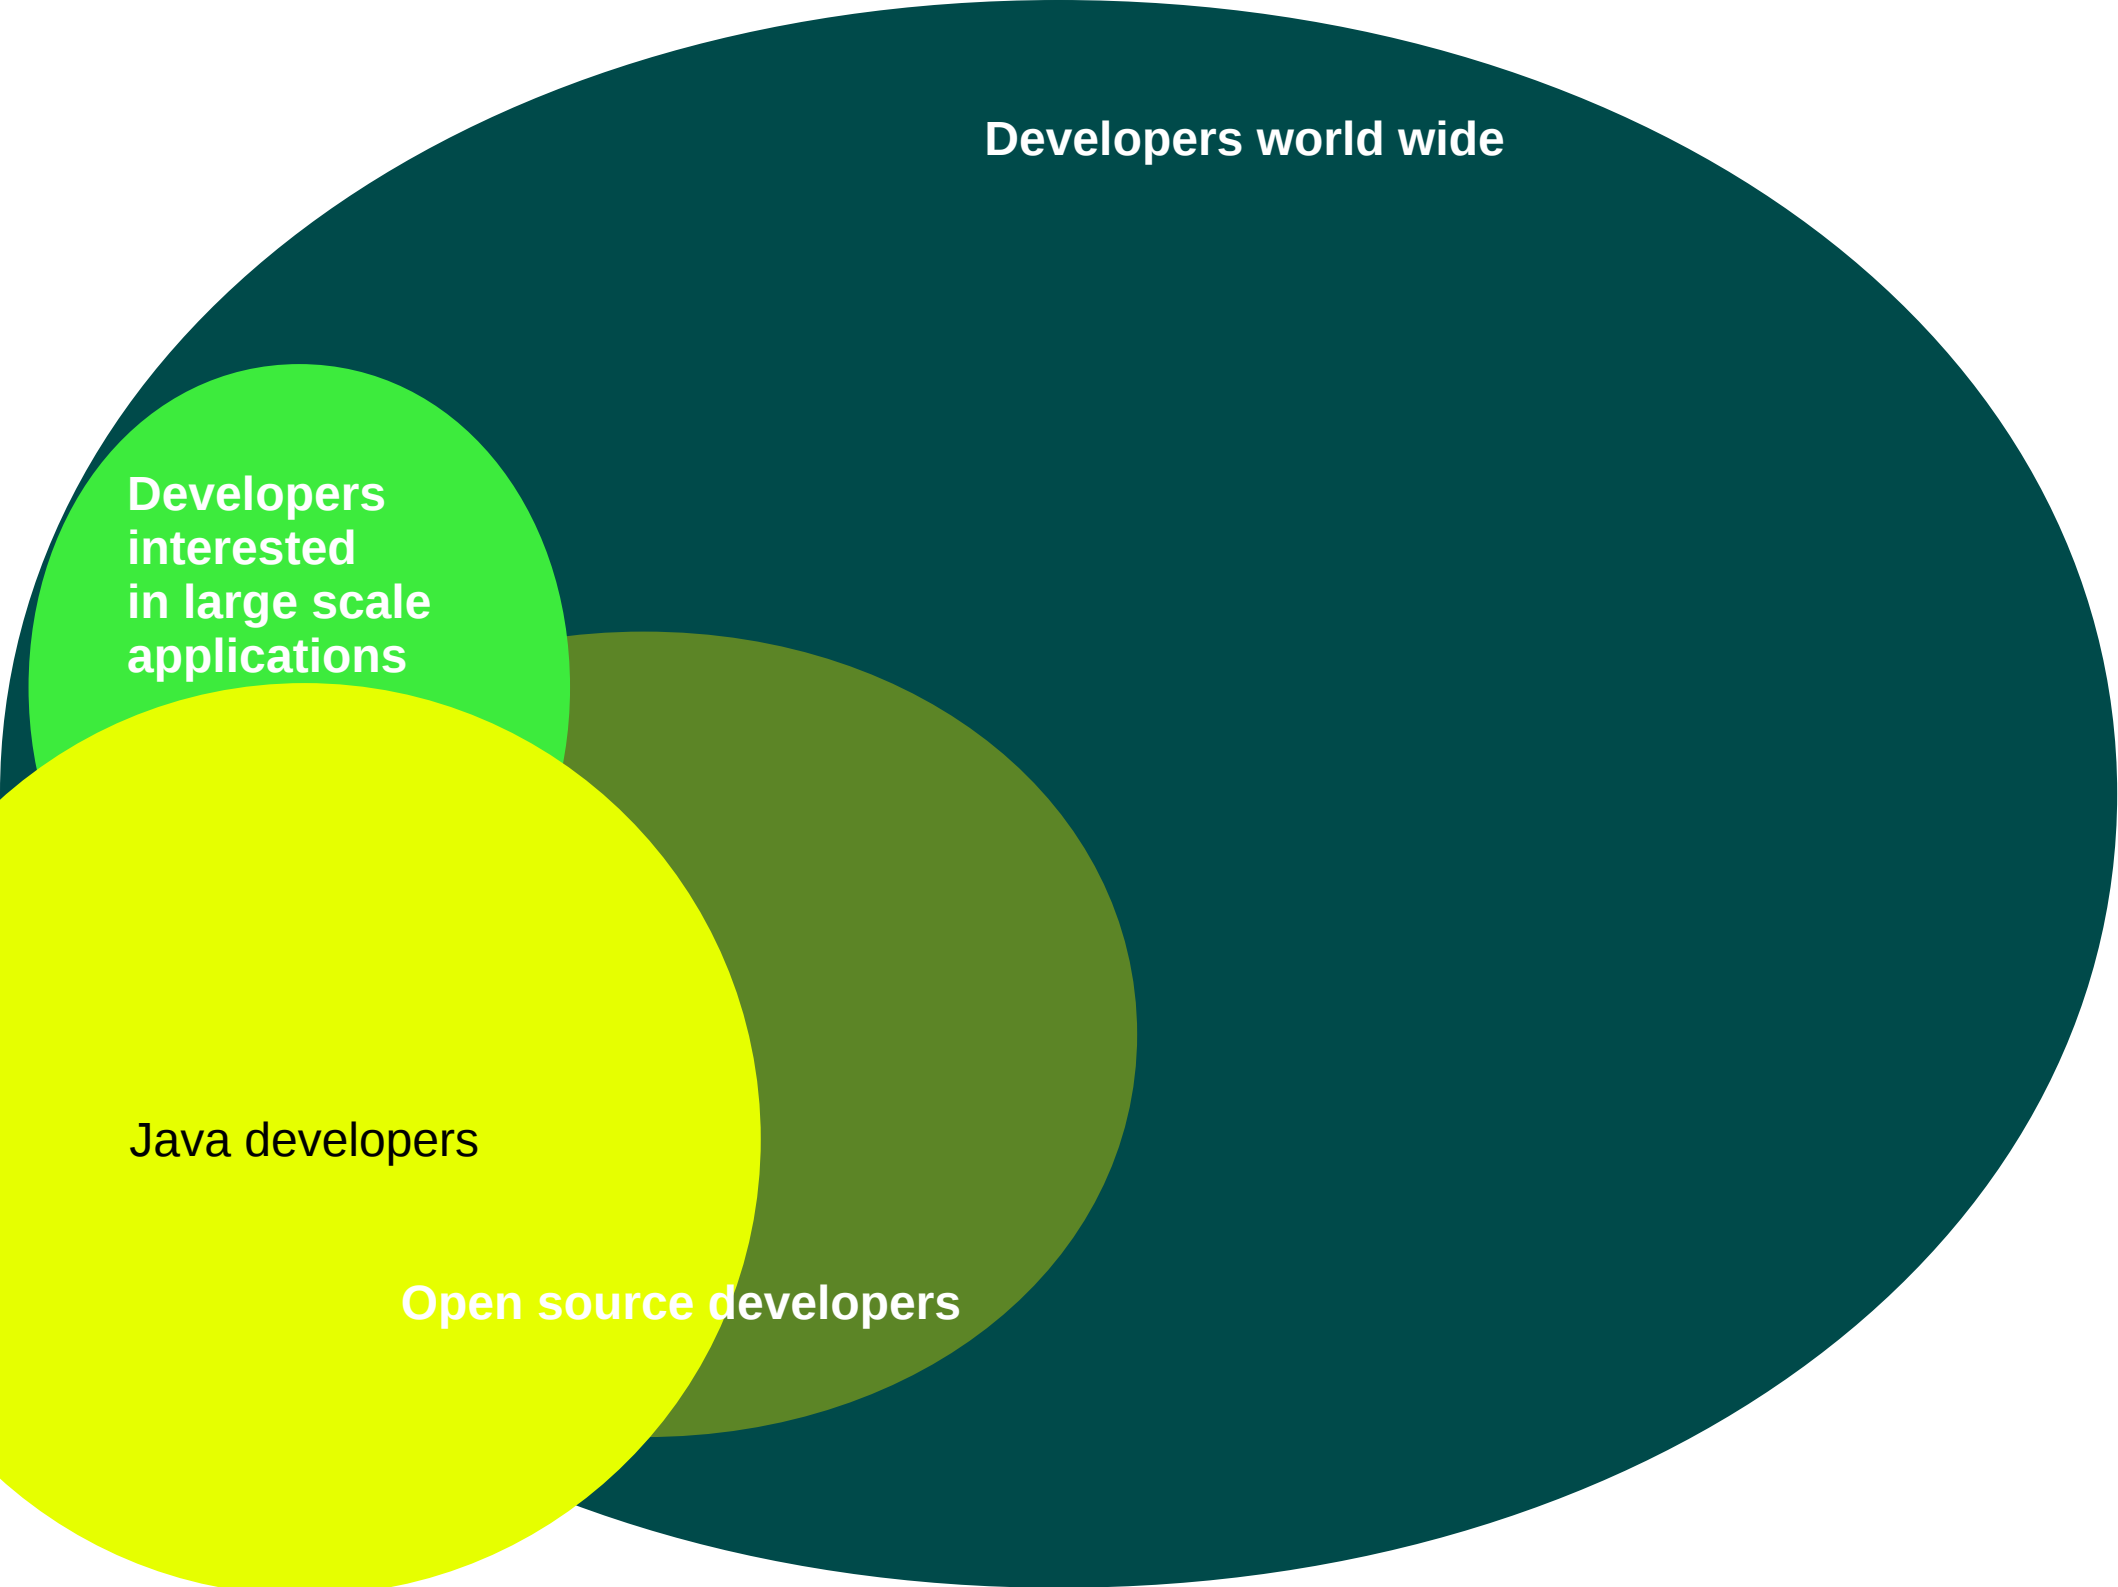 Developers world wide
Developers
interested
in large scale
applications
Java developers
Open source developers